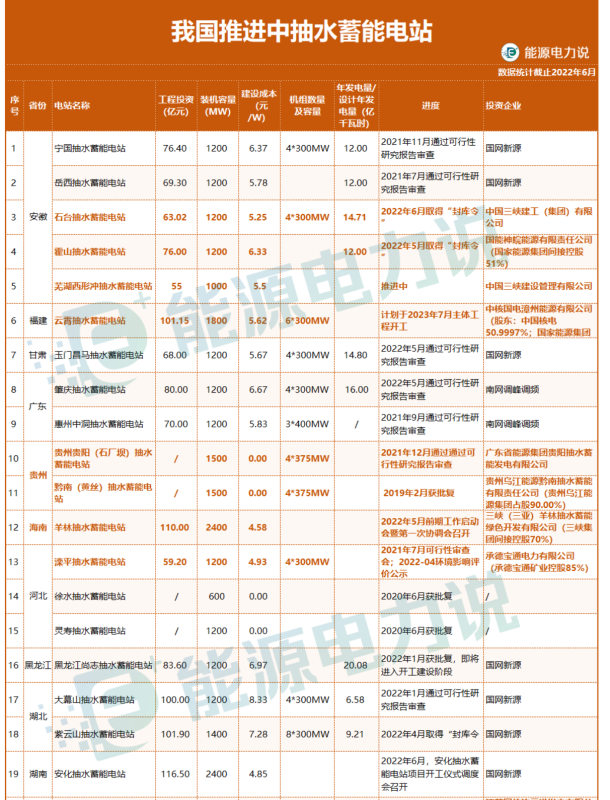 我国推进中抽水蓄能电站
能源电力说
数据统计截止2022年6月
序号 省份 电站名称 工程投资(亿元) 装机容量(MW) 建设成本(元/W) 机组数量及容量 年发电量/设计年发电量（亿千瓦时) 进度 投资企业
1 宁国抽水蓄能电站 76.40 1200 6.37 4*300MW 12.00 2021年11月通过可行性研究报告审查 国网新源
2 岳西抽水蓄能电站 69.30 1200 5.78 12.00 2021年7月通过可行性研究报告审查 国网新源
安徽
3 石台抽水蓄能电站 63.02 1200 5.25 4*300MW 14.71 2022年6月取得“封库令” 中国三峡建工（集团）有限公司
4 霍山抽水蓄能电站 76.00 1200 6.33 4*300MW 12.00 2022年5月取得“封库令” 国能神皖能源有限责任公司（国家能源集团间接控股51%）
5 芜湖西形冲抽水蓄能电站 55 1000 5.5 推进中 中国三峡建设管理有限公司
6 福建 云霄抽水蓄能电站 101.15 1800 5.62 6*300MW 计划于2023年7月主体工程开工 中核国电漳州能源有限公司（股东：中国核电50.9997%；国家能源集团
7 甘肃 玉门昌马抽水蓄能电站 68.00 1200 5.67 4*300MW 14.80 2022年5月通过可行性研究报告审查 国网新源
8 肇庆抽水蓄能电站 80.00 1200 6.67 4*300MW 16.00 2022年5月通过可行性研究报告审查 南网调峰调频
广东
9 惠州中洞抽水蓄能电站 70.00 1200 5.83 3*400MW / 2021年9月通过可行性研究报告审查 南网调峰调频
10 贵州贵阳（石厂坝）抽水蓄能电站 / 1500 0.00 4*375MW 2021年12月通过通过可行性研究报告审查 广东省能源集团贵阳抽水蓄能发电有限公司
贵州
11 黔南（黄丝）抽水蓄能电站 / 1500 0.00 4*375MW 2019年2月获批复 贵州乌江能源黔南抽水蓄能有限责任公司（贵州乌江能源集团占股90.00%）
12 海南 羊林抽水蓄能电站 110.00 2400 4.58 2022年5月前期工作启动会暨第一次协调会召开 三峡（三亚）羊林抽水蓄能绿色开发有限公司（三峡集团间接控股70%）
13 滦平抽水蓄能电站 59.20 1200 4.93 4*300MW 2021年7月可行性审查会；2022-04环境影响评价公示 承德宝通电力有限公司（承德宝通矿业控股85%）
14 河北 徐水抽水蓄能电站 / 600 0.00 2020年6月获批复 /
15 灵寿抽水蓄能电站 / 1200 0.00 2020年6月获批复 /
16 黑龙江 黑龙江尚志抽水蓄能电站 83.60 1200 6.97 20.08 2022年1月获批复，即将进入开工建设阶段 国网新源
17 大幕山抽水蓄能电站 100.00 1200 8.33 4*300MW 6.58 2022年1月通过可行性研究报告审查 国网新源
湖北
18 紫云山抽水蓄能电站 101.90 1400 7.28 8*300MW 9.21 2022年4月取得“封库令 国网新源
19 湖南 安化抽水蓄能电站 116.50 2400 4.85 2022年6月，安化抽水蓄能电站项目开工仪式调度会召开 国网新源
能源电力说
能源电力说